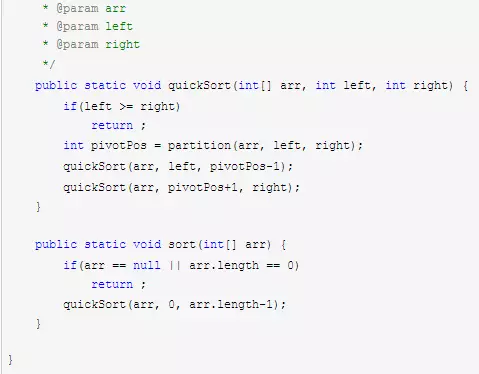 * @param arr
* @param left
* @param right
*/
public static void quickSort(int[] arr, int left, int right) {
if(left >= right)
return ;
int pivotPos = partition(arr, left, right);
quickSort(arr, left, pivotPos-1);
quickSort(arr, pivotPos+1, right);
}
public static void sort(int[] arr) {
if(arr == null || arr.length == 0)
return ;
quickSort(arr, 0, arr.length-1);
}
}